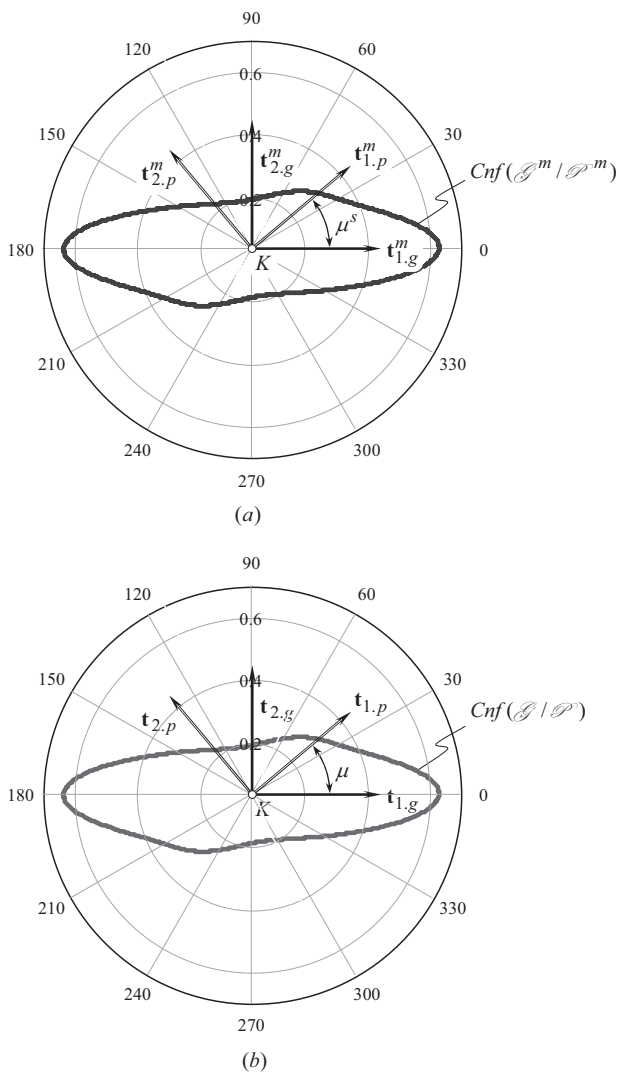 90
120 60
0.6
150 0.4 30
t^m_{2.p} t^m_{2.g} t^m_{1.p} Cnf(𝒢^m/𝒫^m)
0.2
μ^s
180 K t^m_{1.g} 0
210 330
240 300
270
(a)
90
120 60
0.6
150 0.4 30
t_{2.p} t_{2.g} t_{1.p} Cnf(𝒢/𝒫)
0.2
μ
180 K t_{1.g} 0
210 330
240 300
270
(b)